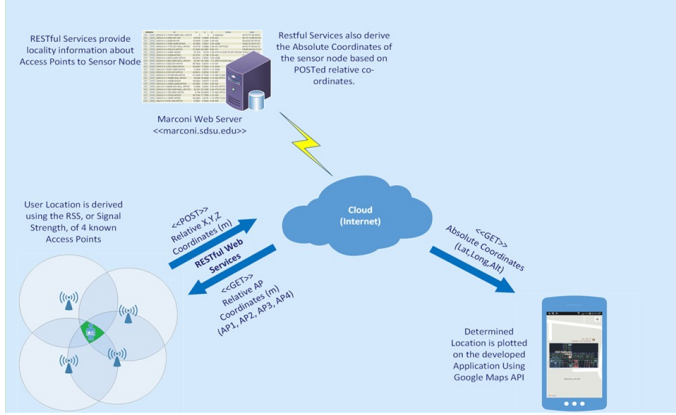 RESTful Services provide
locality information about
Access Points to Sensor Node
Restful Services also derive
the Absolute Coordinates of
the sensor node based on
POSTed relative co-
ordinates.
Marconi Web Server
<<marconi.sdsu.edu>>
User Location is derived
using the RSS, or Signal
Strength, of 4 known
Access Points
<<POST>>
Relative X,Y,Z
Coordinates (m)
RESTful Web
Services
<<GET>>
Relative AP
Coordinates (m)
(AP1, AP2, AP3, AP4)
Cloud
(Internet)
<<GET>>
Absolute Coordinates
(Lat,Long,Alt)
Determined
Location is plotted
on the developed
Application Using
Google Maps API